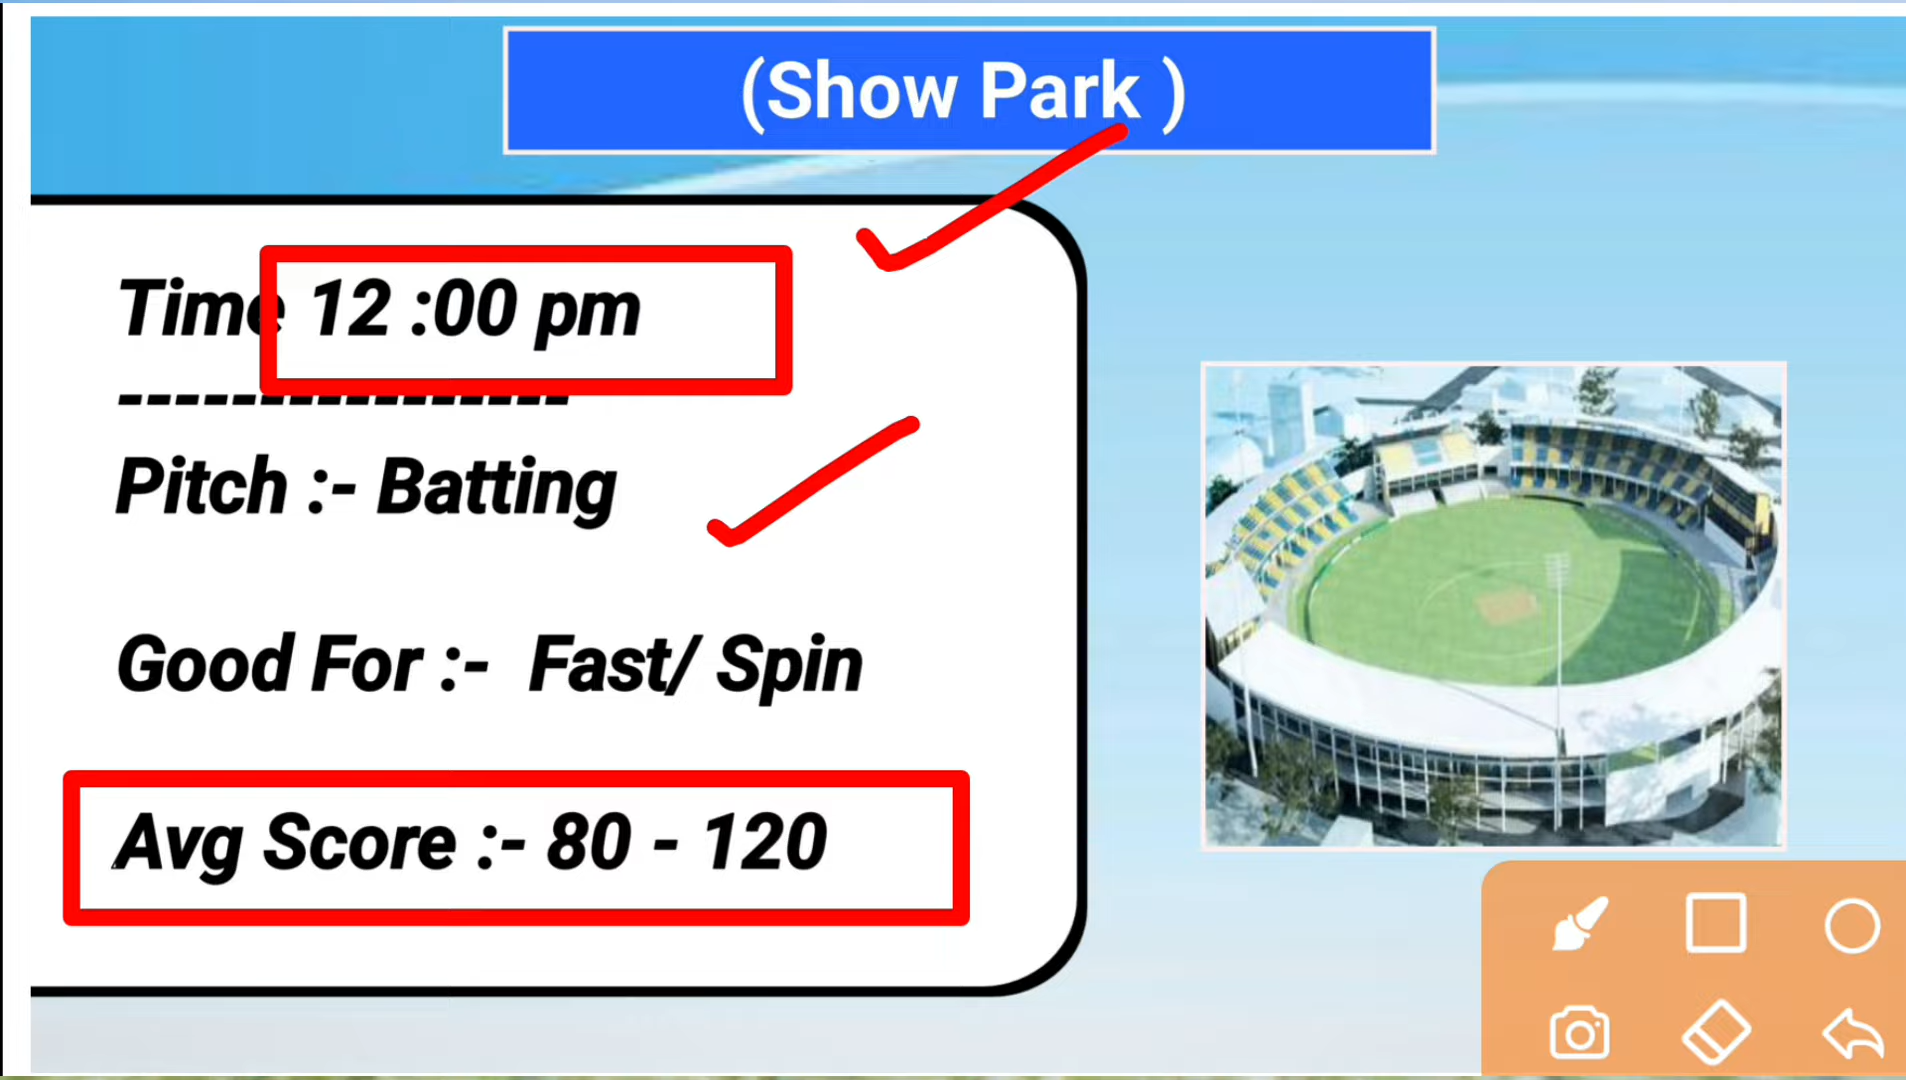 (Show Park )
Time 12 :00 pm
----------------
Pitch :- Batting
Good For :- Fast/ Spin
Avg Score :- 80 - 120